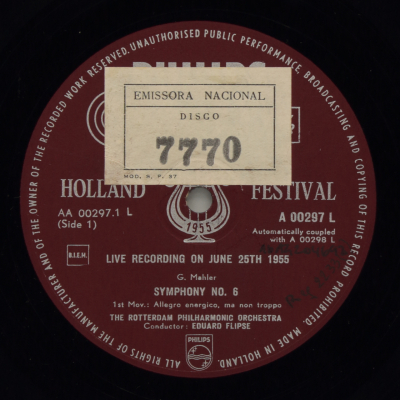 ALL RIGHTS OF THE MANUFACTURER AND OF THE OWNER OF THE RECORDED WORK RESERVED. UNAUTHORISED PUBLIC PERFORMANCE, BROADCASTING AND COPYING OF THIS RECORD PROHIBITED. MADE IN HOLLAND.
PHILIPS
EMISSORA NACIONAL
DISCO
7770
MOD. R. P. 97
HOLLAND FESTIVAL
1955
AA 00297.1 L
(Side 1)
A 00297 L
Automatically coupled
with A 00298 L
B.I.E.M.
LIVE RECORDING ON JUNE 25TH 1955
G. Mahler
SYMPHONY NO. 6
1st Mov.: Allegro energico, ma non troppo
THE ROTTERDAM PHILHARMONIC ORCHESTRA
Conductor: EDUARD FLIPSE
PHILIPS